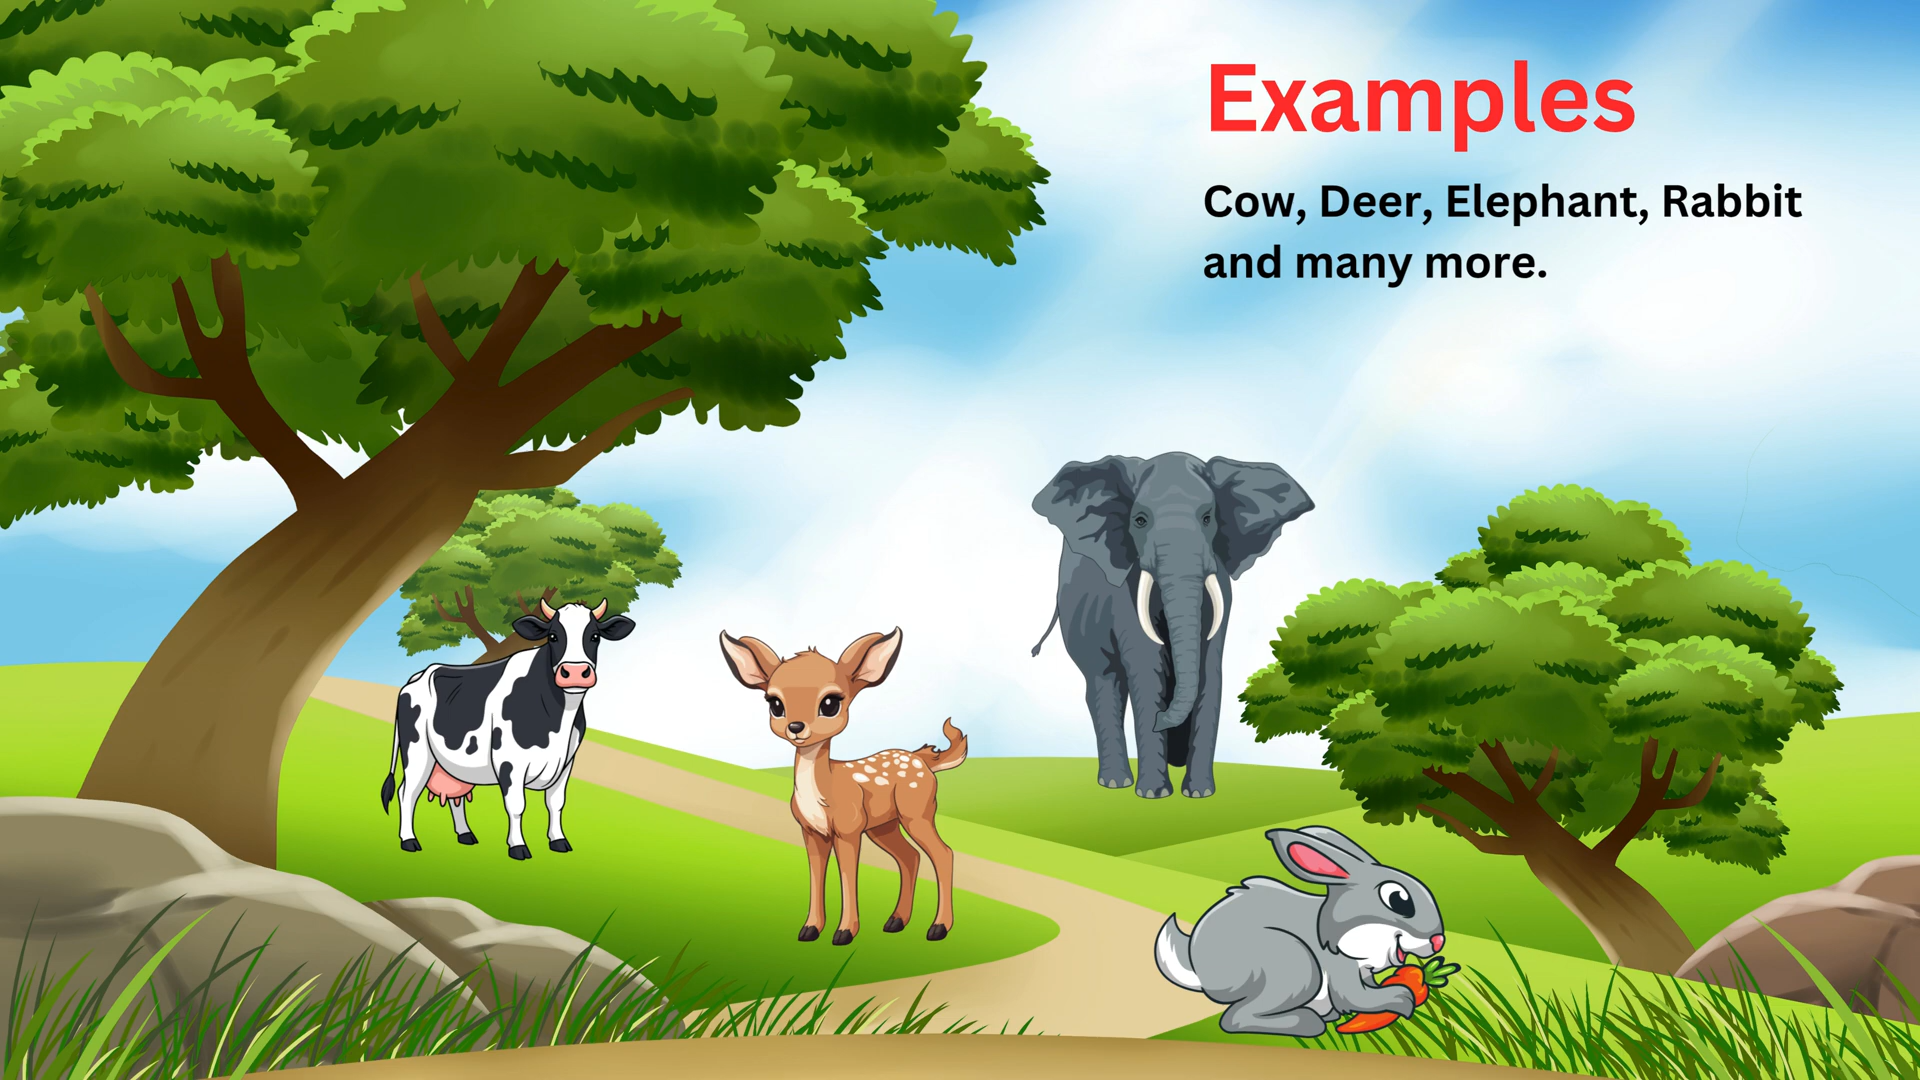 Examples
Cow, Deer, Elephant, Rabbit
and many more.